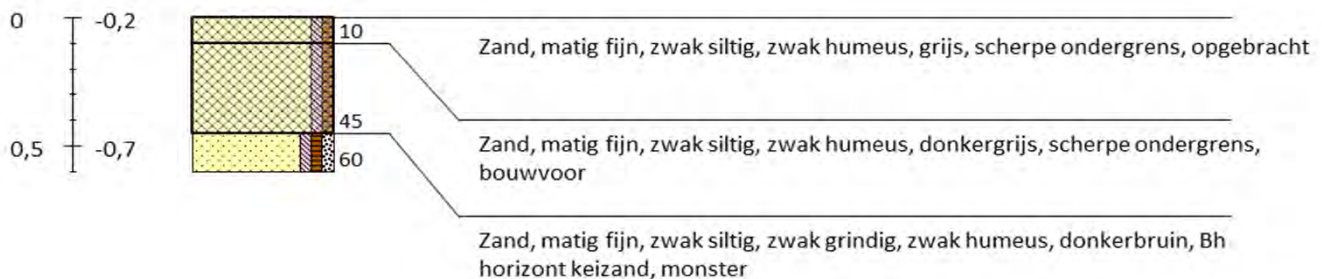 0 -0,2
10
Zand, matig fijn, zwak siltig, zwak humeus, grijs, scherpe ondergrens, opgebracht
45
0,5 -0,7
60
Zand, matig fijn, zwak siltig, zwak humeus, donkergrijs, scherpe ondergrens,
bouwvoor
Zand, matig fijn, zwak siltig, zwak grindig, zwak humeus, donkerbruin, Bh
horizont keizand, monster